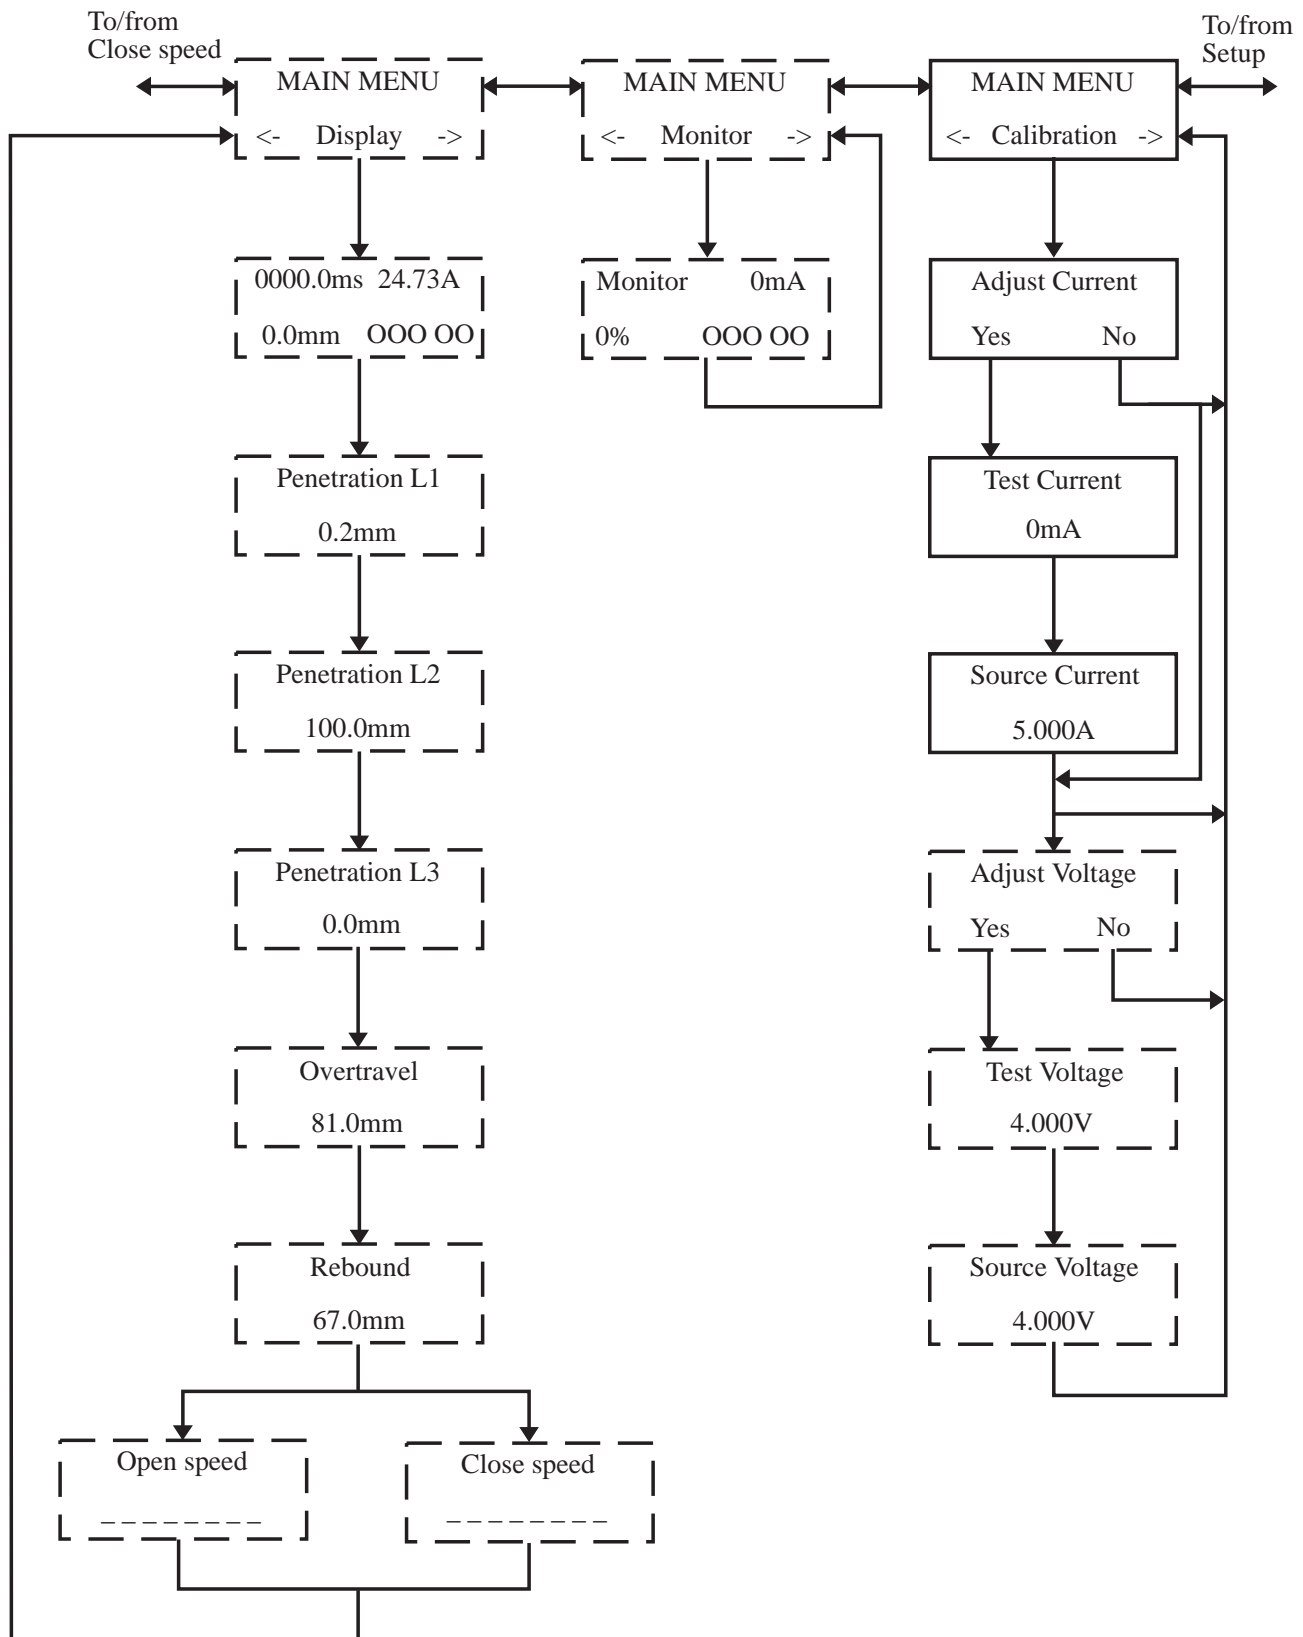 To/from
Close speed
MAIN MENU
<- Display ->
MAIN MENU
<- Monitor ->
MAIN MENU
<- Calibration ->
To/from
Setup
0000.0ms 24.73A
0.0mm OOO OO
Monitor 0mA
0% OOO OO
Adjust Current
Yes No
Penetration L1
0.2mm
Test Current
0mA
Penetration L2
100.0mm
Source Current
5.000A
Penetration L3
0.0mm
Adjust Voltage
Yes No
Overtravel
81.0mm
Test Voltage
4.000V
Rebound
67.0mm
Source Voltage
4.000V
Open speed
_ _ _ _ _ _ _ _
Close speed
_ _ _ _ _ _ _ _